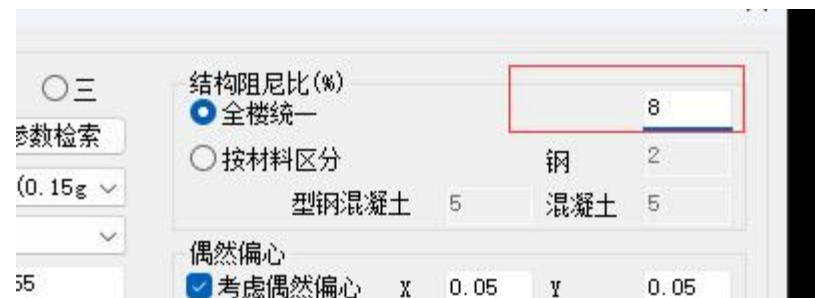 ○三 结构阻尼比(%)
全楼统一 8
参数检索
按材料区分 钢 2
(0.15g
型钢混凝土 5 混凝土 5
偶然偏心
55 考虑偶然偏心 X 0.05 Y 0.05